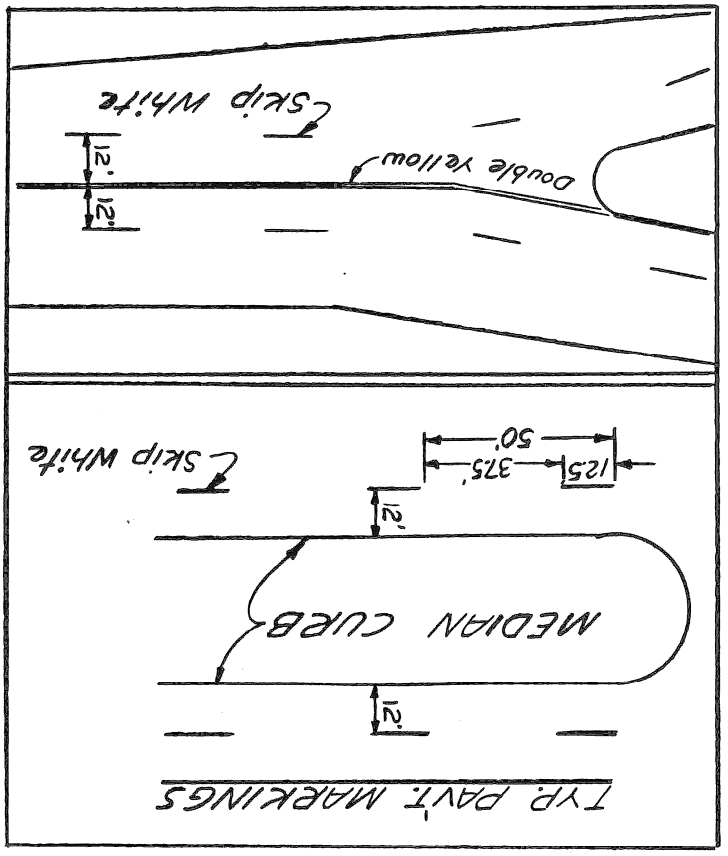 TYP. PAV'T. MARKINGS
12'
MEDIAN CURB
12'
12.5
37.5'
Skip White
50'
12'
Double Yellow
12'
Skip White